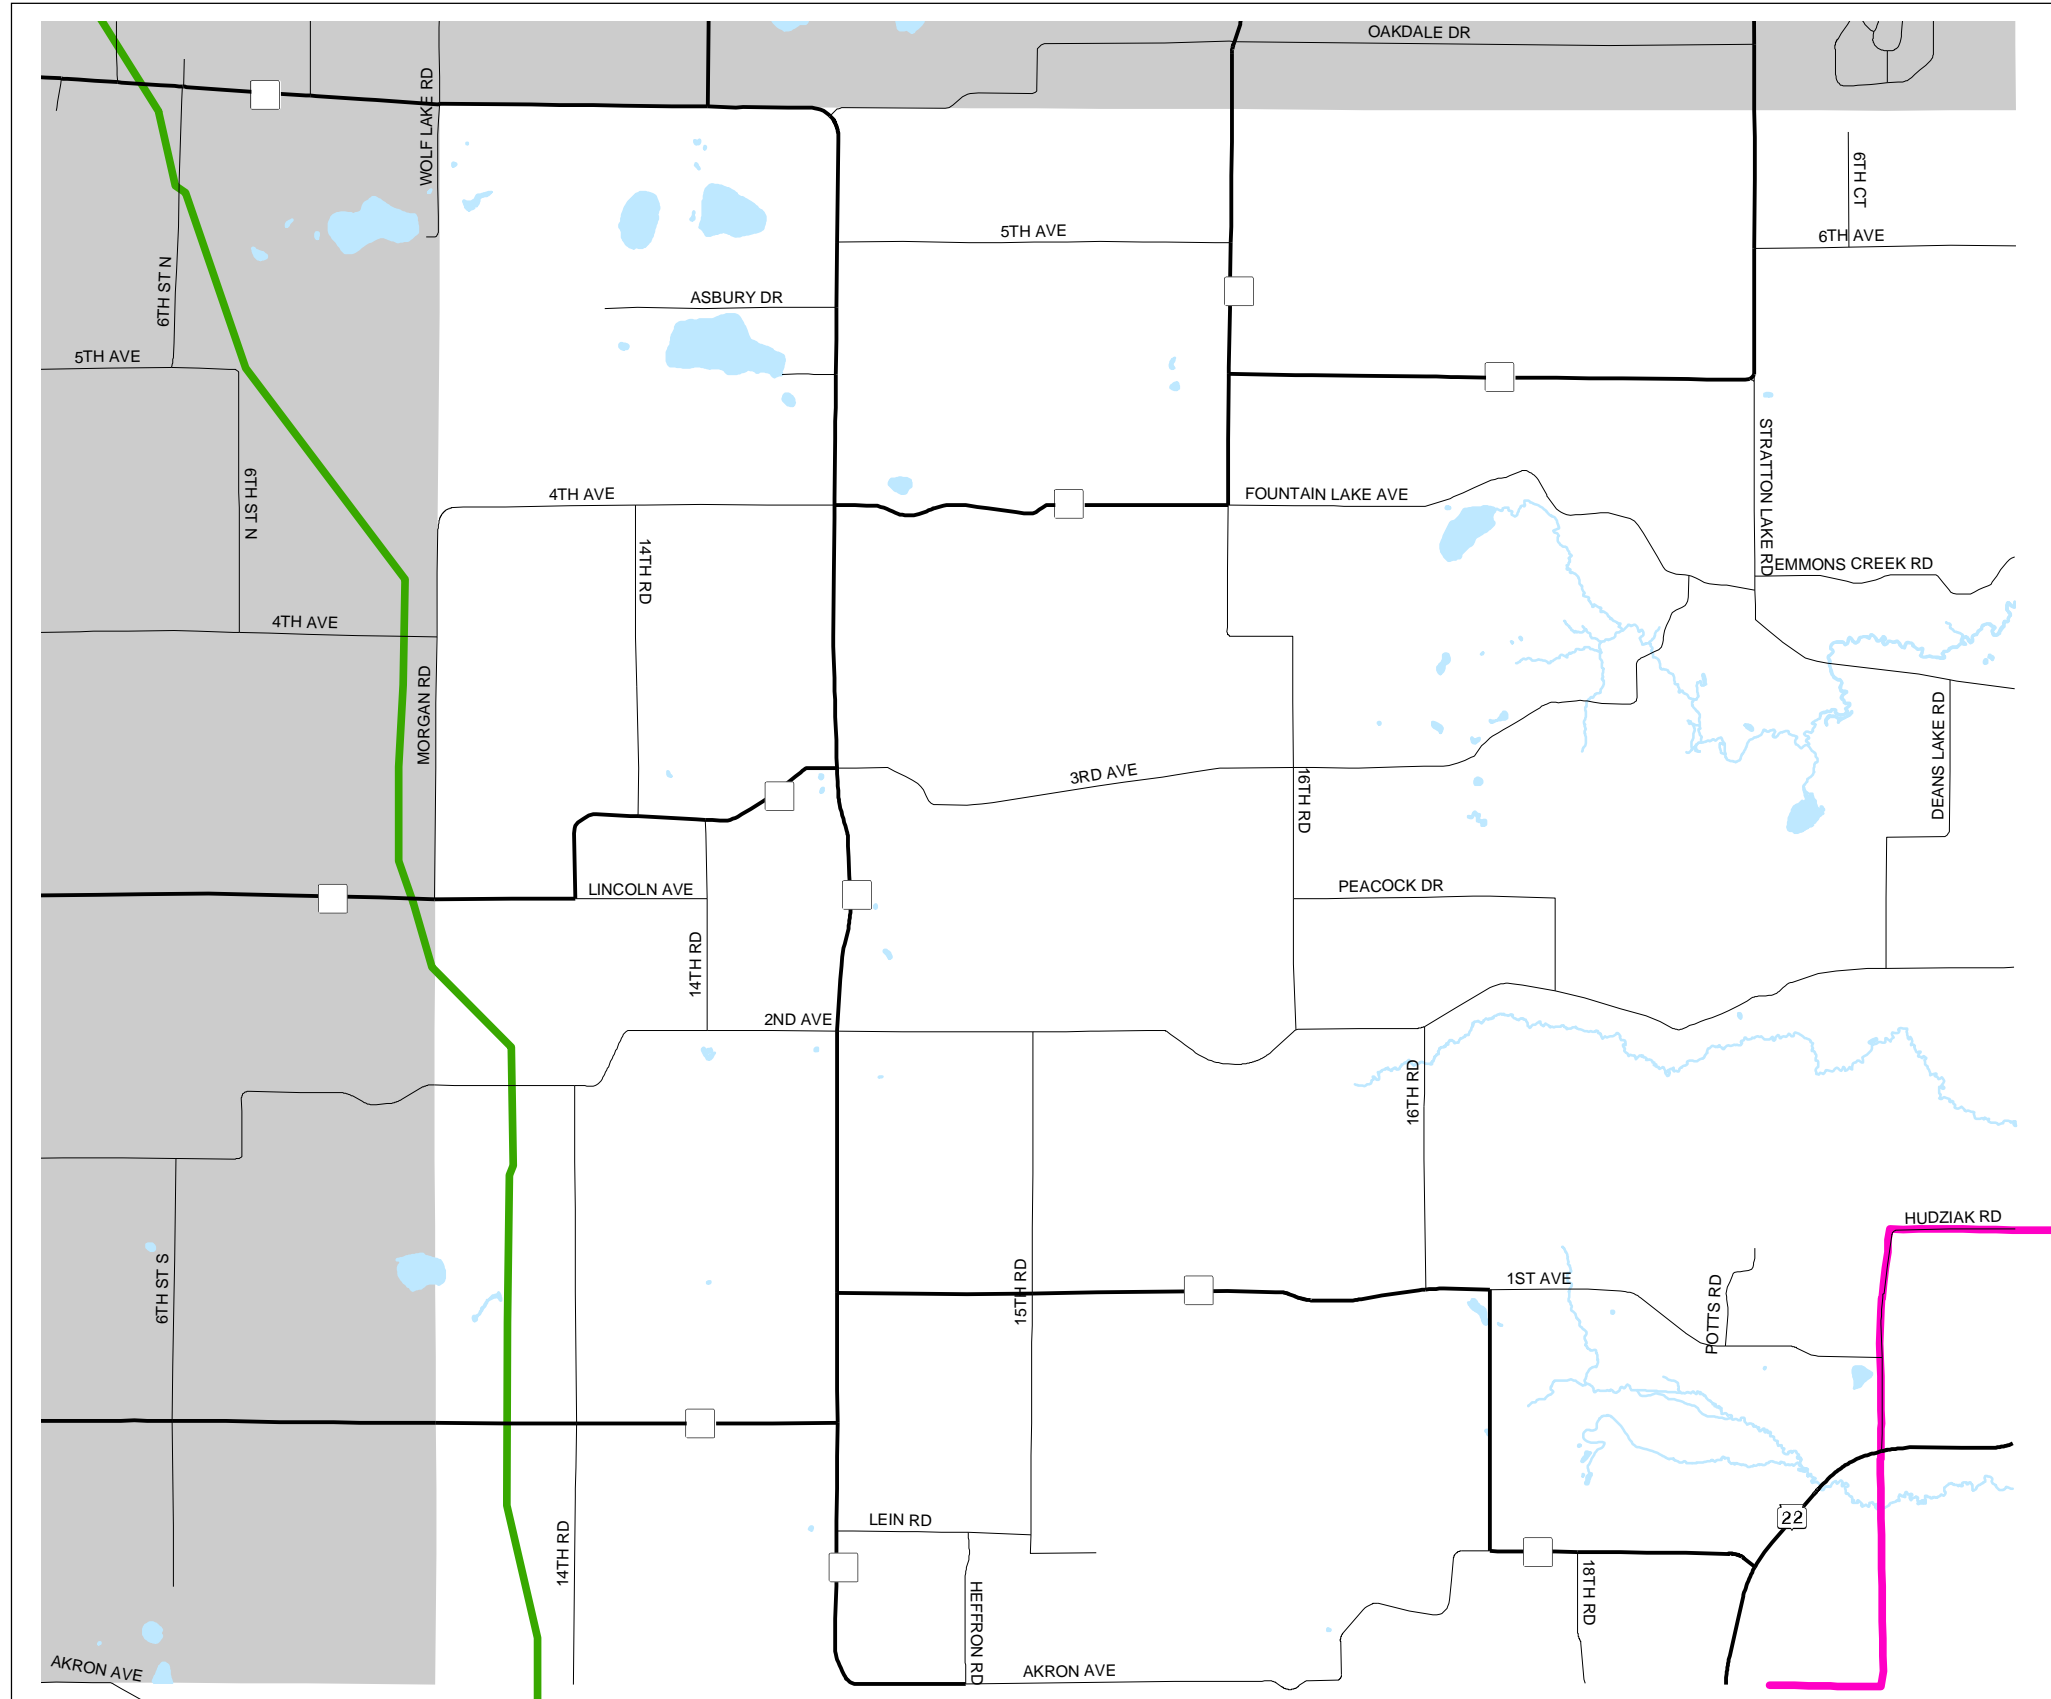 OAKDALE DR
WOLF LAKE RD
6TH CT
5TH AVE
6TH AVE
6TH ST N
ASBURY DR
5TH AVE
STRATTON LAKE RD
6TH ST N
4TH AVE
FOUNTAIN LAKE AVE
14TH RD
EMMONS CREEK RD
4TH AVE
MORGAN RD
DEANS LAKE RD
3RD AVE
16TH RD
LINCOLN AVE
PEACOCK DR
14TH RD
2ND AVE
16TH RD
HUDZIAK RD
6TH ST S
15TH RD
1ST AVE
POTTS RD
22
LEIN RD
14TH RD
18TH RD
HEFFRON RD
AKRON AVE
AKRON AVE